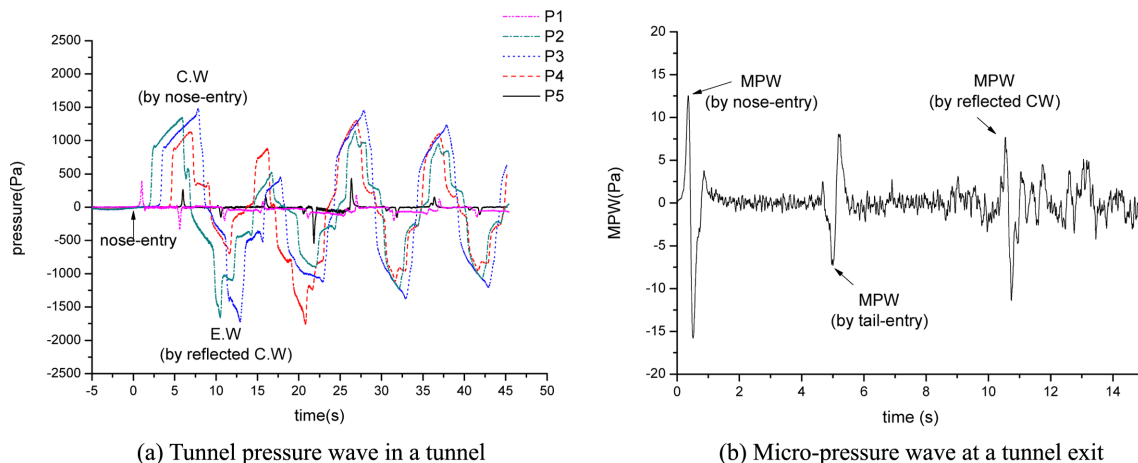 P1
P2
P3
P4
P5
2500
2000
1500
1000
500
0
-500
-1000
-1500
-2000
-2500
pressure(Pa)
C.W
(by nose-entry)
nose-entry
E.W
(by reflected C.W)
-5 0 5 10 15 20 25 30 35 40 45 50
time(s)
(a) Tunnel pressure wave in a tunnel
20
15
10
5
0
-5
-10
-15
-20
MPW(Pa)
MPW
(by nose-entry)
MPW
(by reflected CW)
MPW
(by tail-entry)
0 2 4 6 8 10 12 14
time (s)
(b) Micro-pressure wave at a tunnel exit